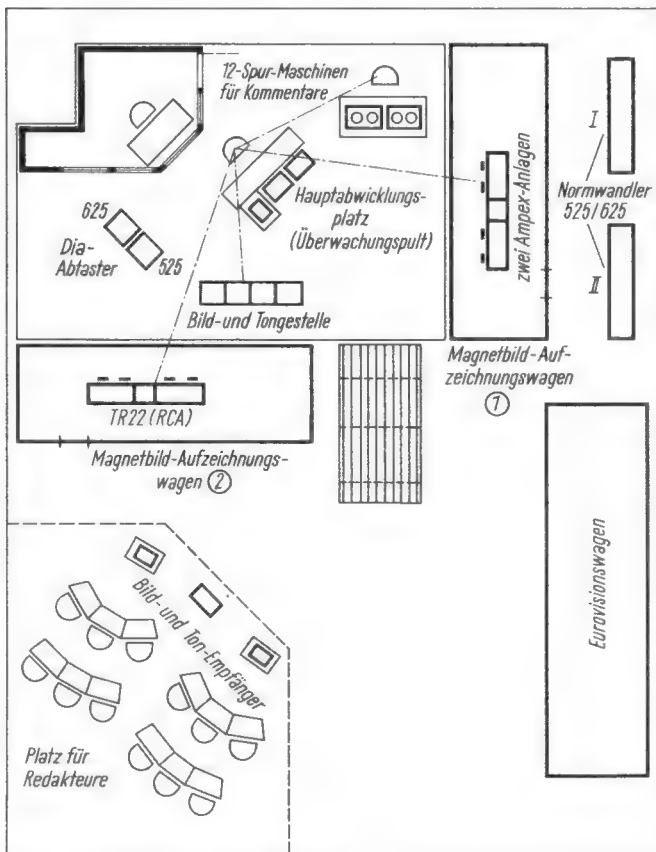 12-Spur-Maschinen
für Kommentare
625
Dia-
Abtaster
525
Hauptabwicklungs-
platz
(Überwachungspult)
Bild-und Tongestelle
zwei Ampex-Anlagen
I
Normwandler
525/625
II
Magnetbild-Auf-
zeichnungswagen
①
TR22 (RCA)
Magnetbild-Aufzeichnungs-
wagen ②
Eurovisionswagen
Bild-und Ton-Empfänger
Platz für
Redakteure